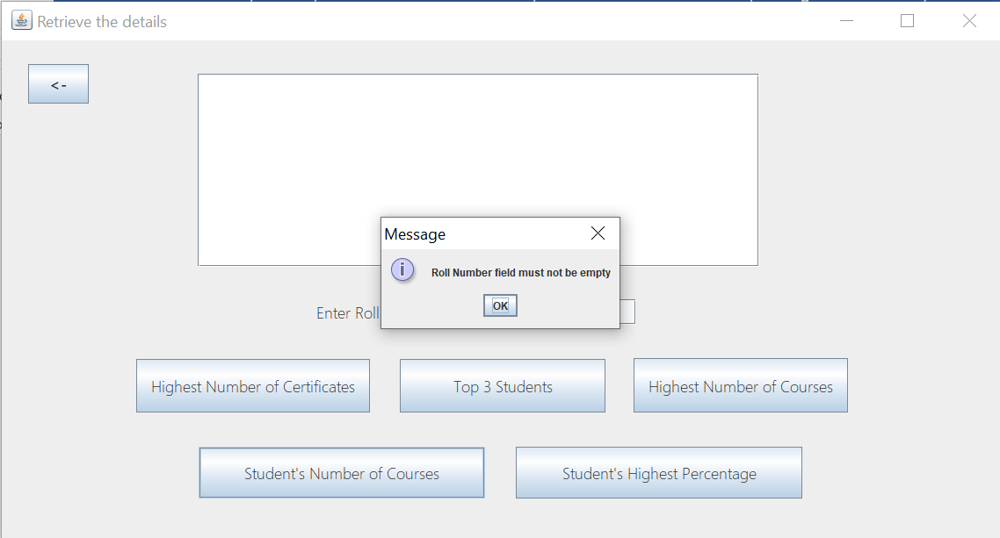 Retrieve the details
<-
Message
Roll Number field must not be empty
OK
Enter Roll
Highest Number of Certificates
Top 3 Students
Highest Number of Courses
Student's Number of Courses
Student's Highest Percentage